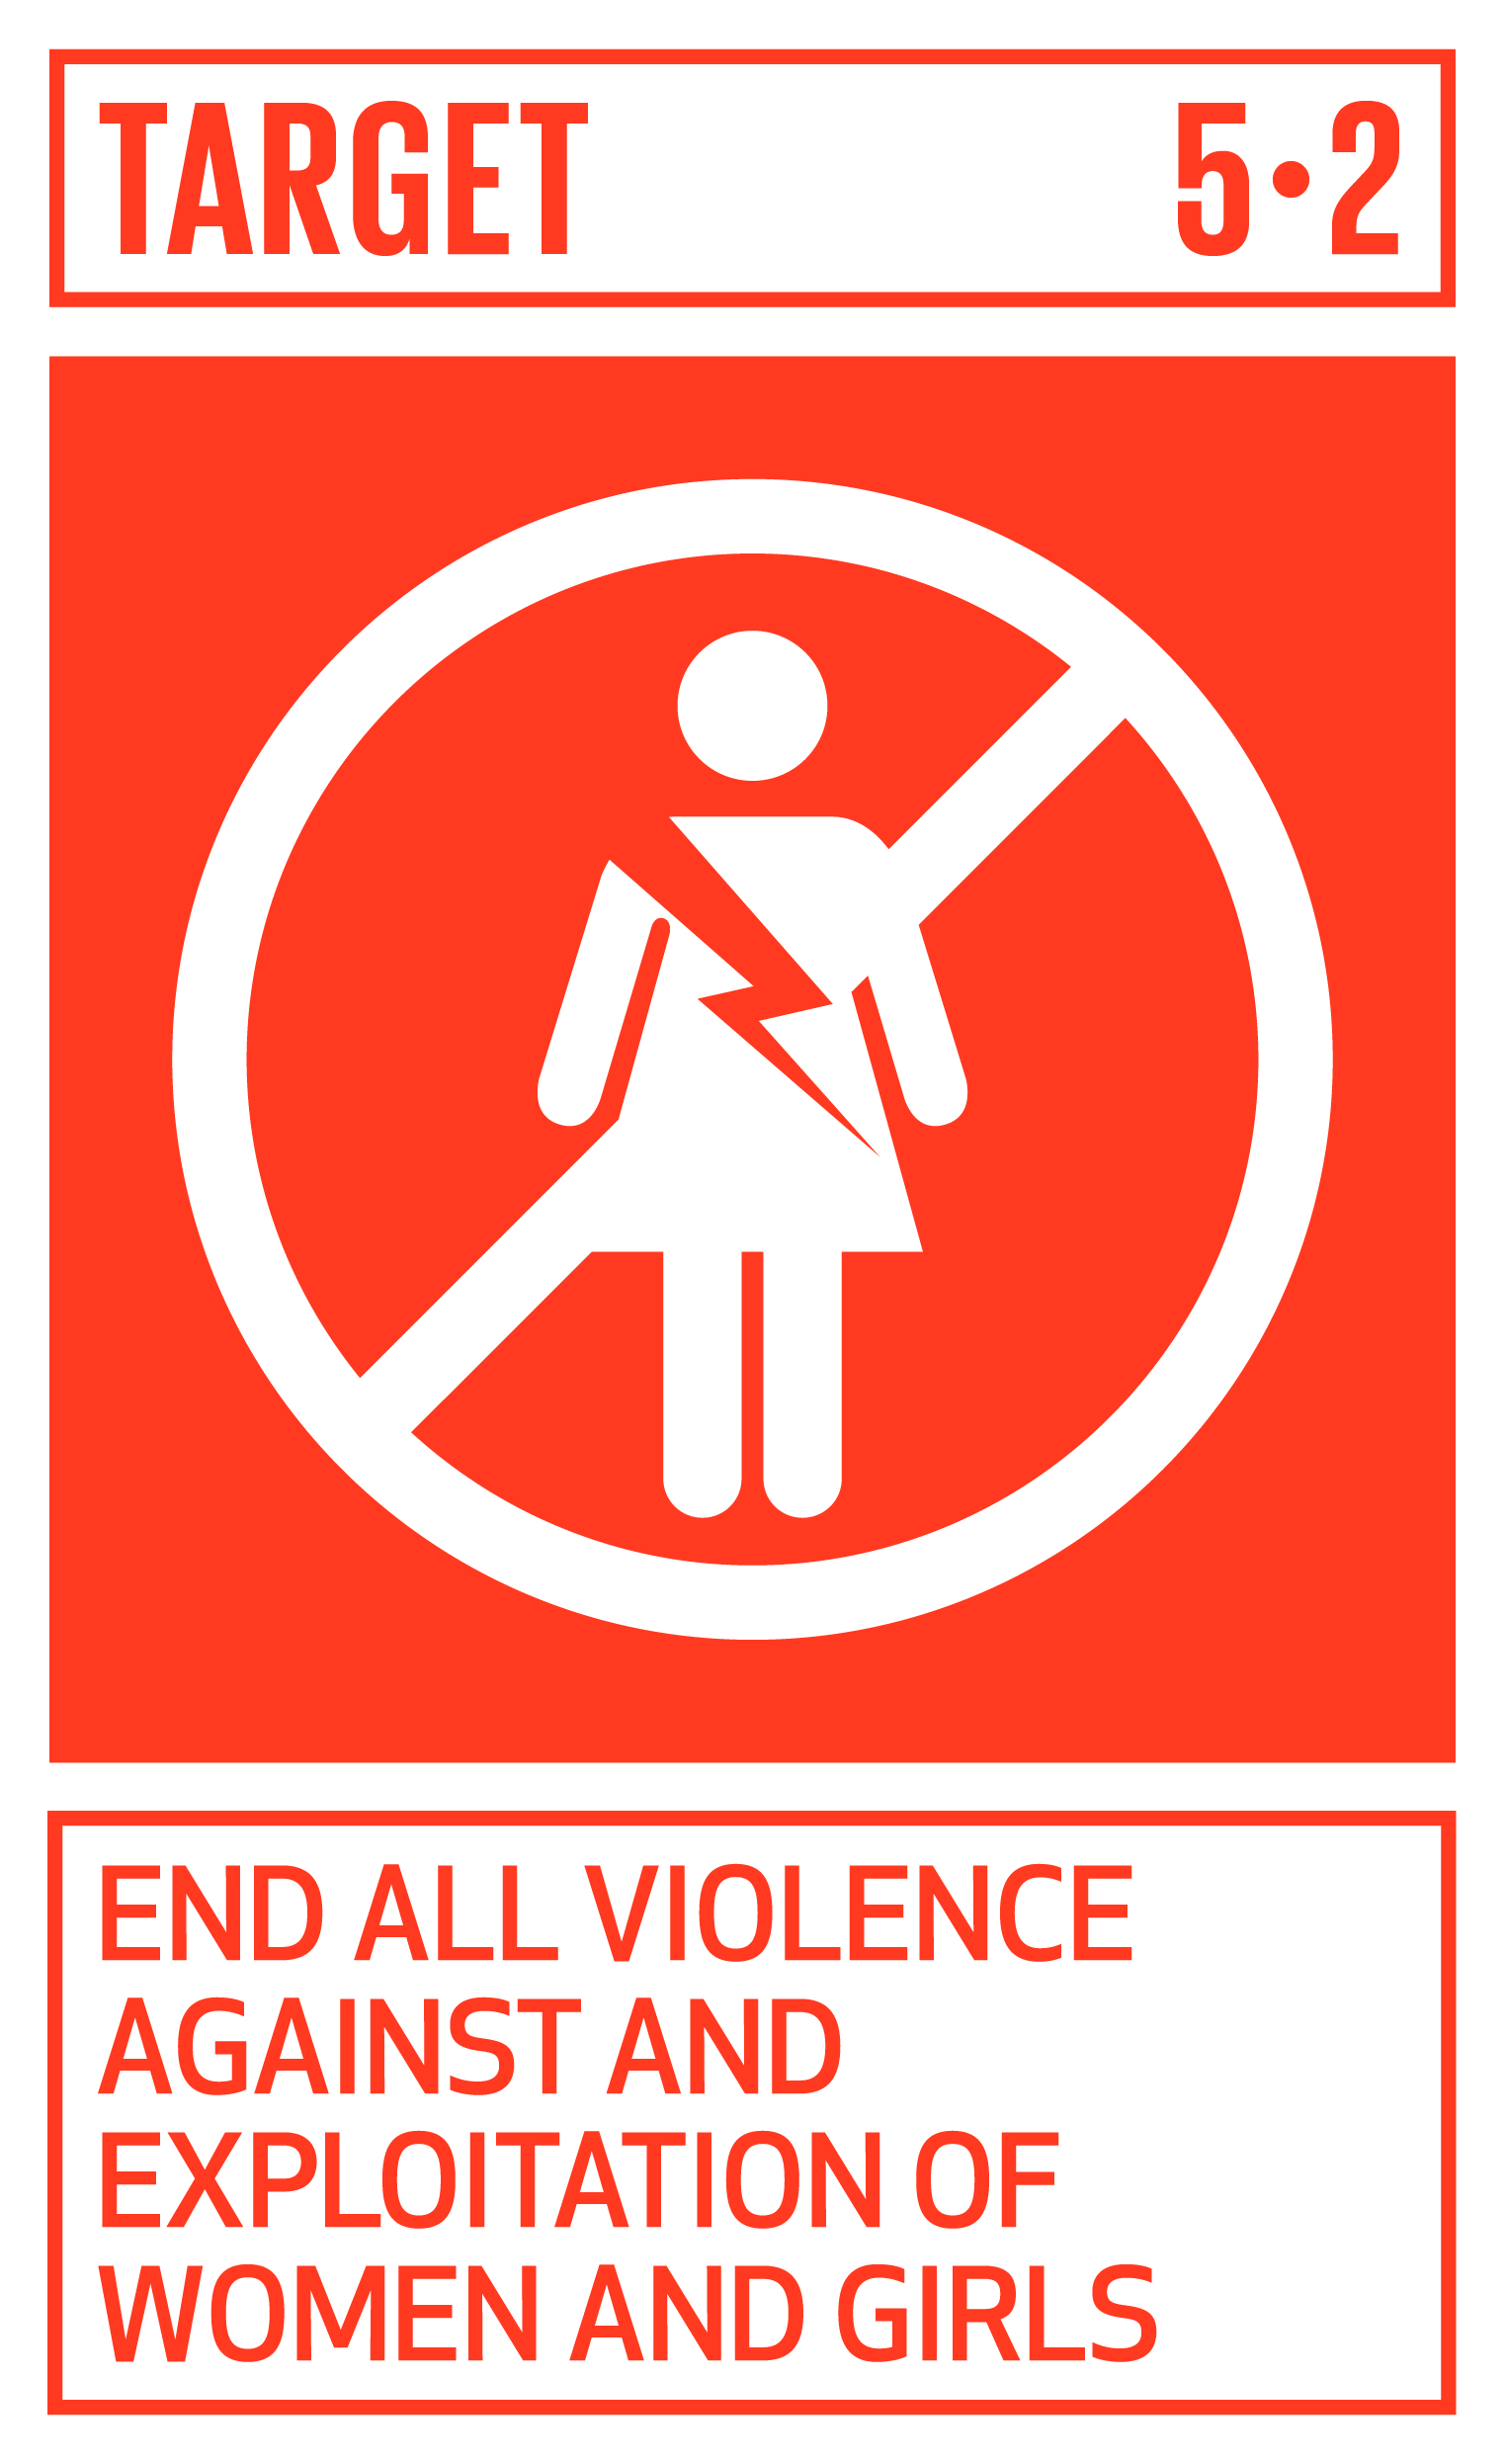 TARGET 5·2
END ALL VIOLENCE
AGAINST AND
EXPLOITATION OF
WOMEN AND GIRLS